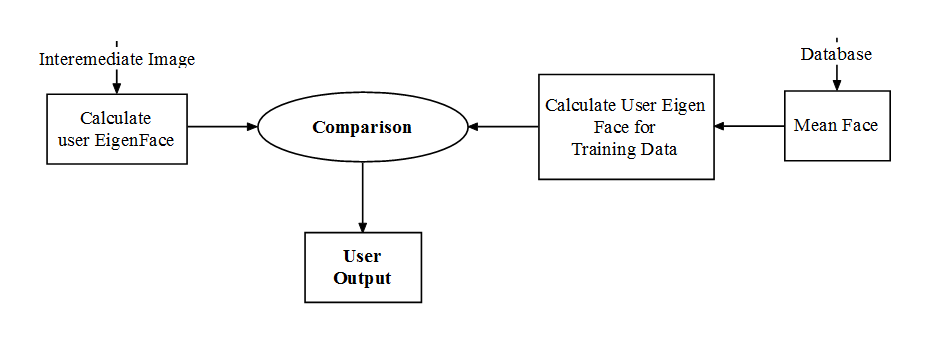 Interemediate Image
Calculate
user EigenFace
Comparison
User
Output
Calculate User Eigen
Face for
Training Data
Database
Mean Face